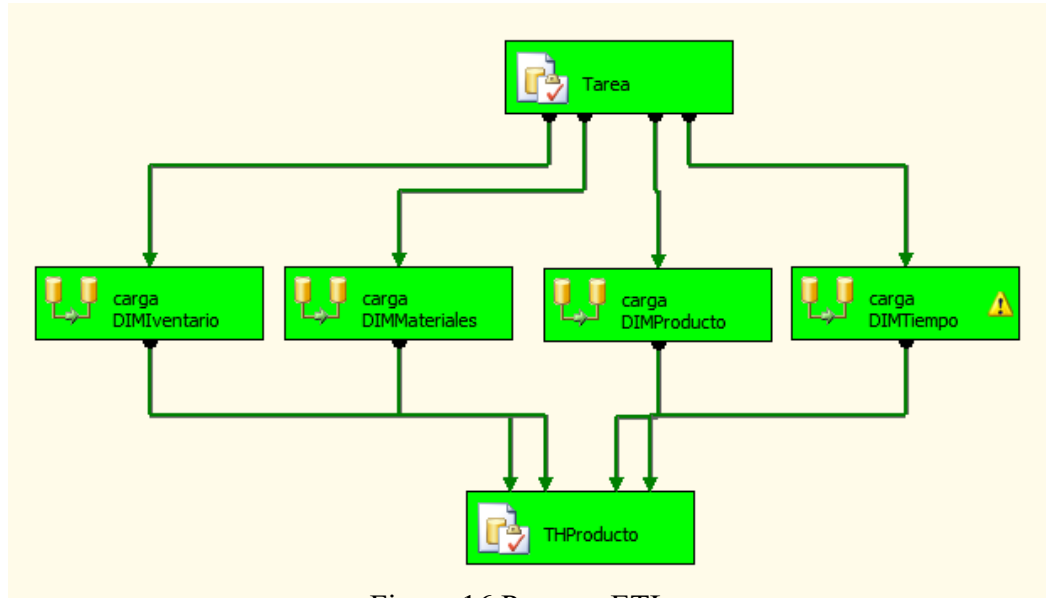 Tarea
carga
DIMIventario
carga
DIMMateriales
carga
DIMProducto
carga
DIMTiempo
THProducto